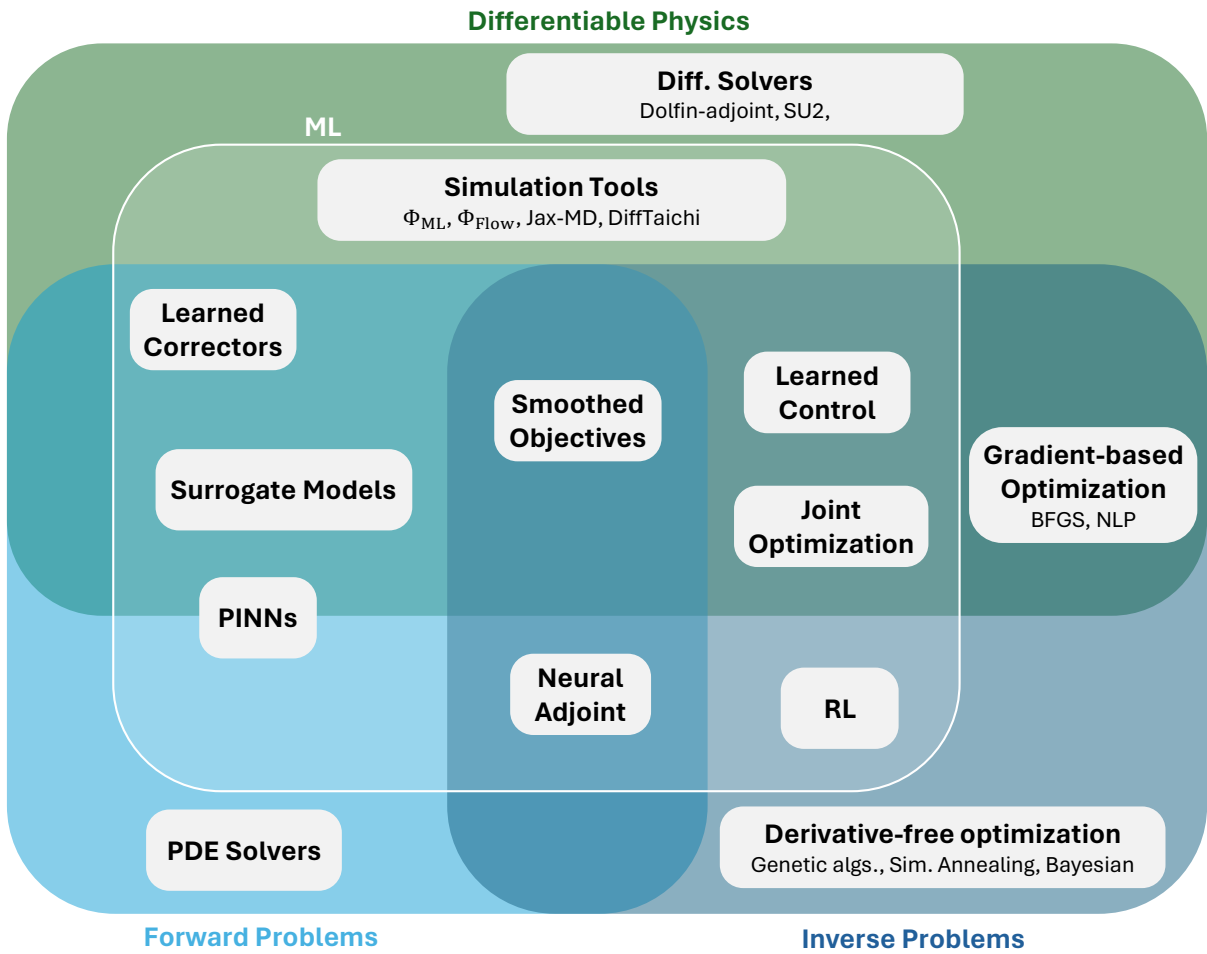 Differentiable Physics
Diff. Solvers
Dolfin-adjoint, SU2,
ML
Simulation Tools
Φ_ML, Φ_Flow, Jax-MD, DiffTaichi
Learned
Correctors
Learned
Control
Smoothed
Objectives
Gradient-based
Optimization
BFGS, NLP
Surrogate Models
Joint
Optimization
PINNs
Neural
Adjoint
RL
PDE Solvers
Derivative-free optimization
Genetic algs., Sim. Annealing, Bayesian
Forward Problems
Inverse Problems